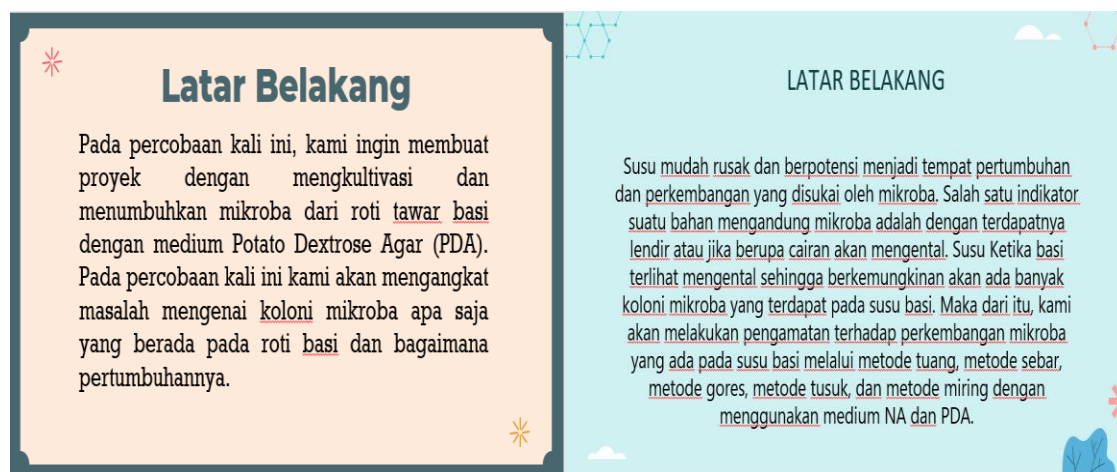 Latar Belakang
Pada percobaan kali ini, kami ingin membuat
proyek dengan mengkultivasi dan
menumbuhkan mikroba dari roti tawar basi
dengan medium Potato Dextrose Agar (PDA).
Pada percobaan kali ini kami akan mengangkat
masalah mengenai koloni mikroba apa saja
yang berada pada roti basi dan bagaimana
pertumbuhannya.
LATAR BELAKANG
Susu mudah rusak dan berpotensi menjadi tempat pertumbuhan
dan perkembangan yang disukai oleh mikroba. Salah satu indikator
suatu bahan mengandung mikroba adalah dengan terdapatnya
lendir atau jika berupa cairan akan mengental. Susu Ketika basi
terlihat mengental sehingga berkemungkinan akan ada banyak
koloni mikroba yang terdapat pada susu basi. Maka dari itu, kami
akan melakukan pengamatan terhadap perkembangan mikroba
yang ada pada susu basi melalui metode tuang, metode sebar,
metode gores, metode tusuk, dan metode miring dengan
menggunakan medium NA dan PDA.